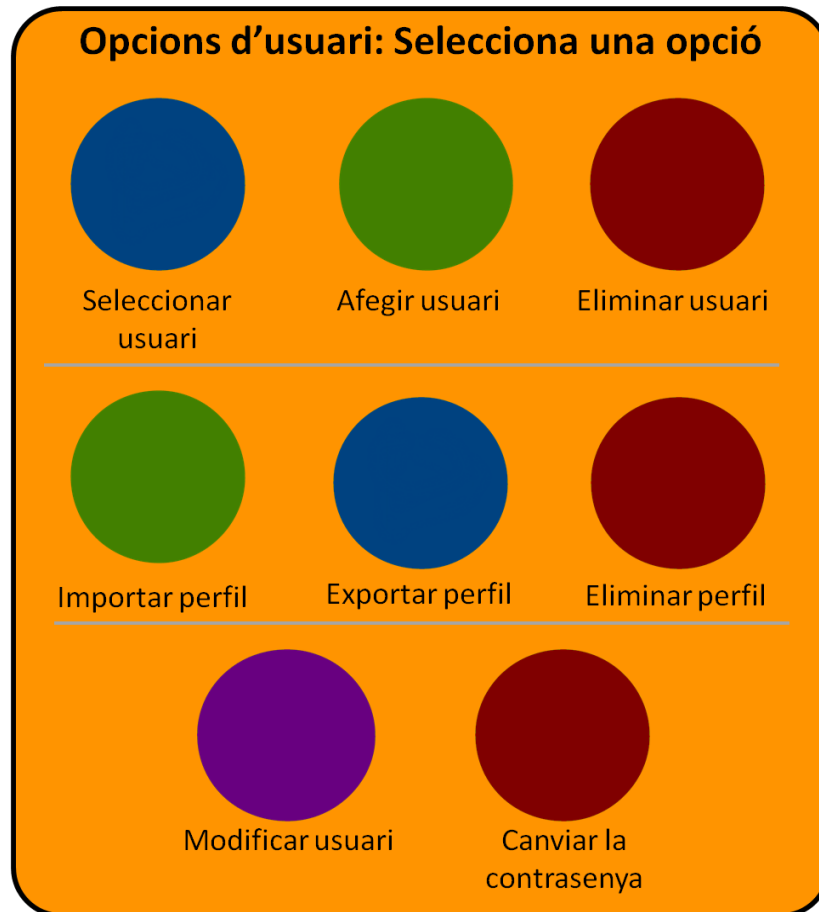 Opcions d’usuari: Selecciona una opció
Seleccionar
usuari
Afegir usuari
Eliminar usuari
Importar perfil
Exportar perfil
Eliminar perfil
Modificar usuari
Canviar la
contrasenya